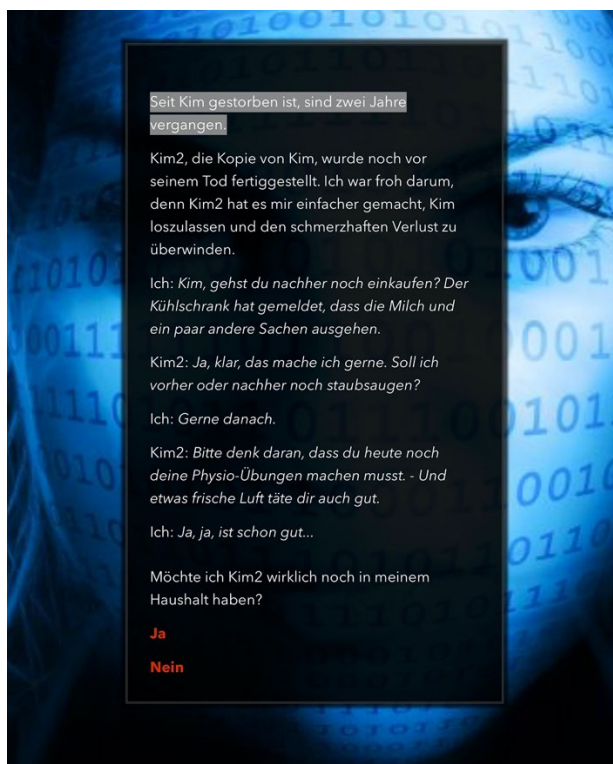 Seit Kim gestorben ist, sind zwei Jahre
vergangen.
Kim2, die Kopie von Kim, wurde noch vor
seinem Tod fertiggestellt. Ich war froh darum,
denn Kim2 hat es mir einfacher gemacht, Kim
loszulassen und den schmerzhaften Verlust zu
überwinden.
Ich: Kim, gehst du nachher noch einkaufen? Der
Kühlschrank hat gemeldet, dass die Milch und
ein paar andere Sachen ausgehen.
Kim2: Ja, klar, das mache ich gerne. Soll ich
vorher oder nachher noch staubsaugen?
Ich: Gerne danach.
Kim2: Bitte denk daran, dass du heute noch
deine Physio-Übungen machen musst. - Und
etwas frische Luft täte dir auch gut.
Ich: Ja, ja, ist schon gut...
Möchte ich Kim2 wirklich noch in meinem
Haushalt haben?
Ja
Nein